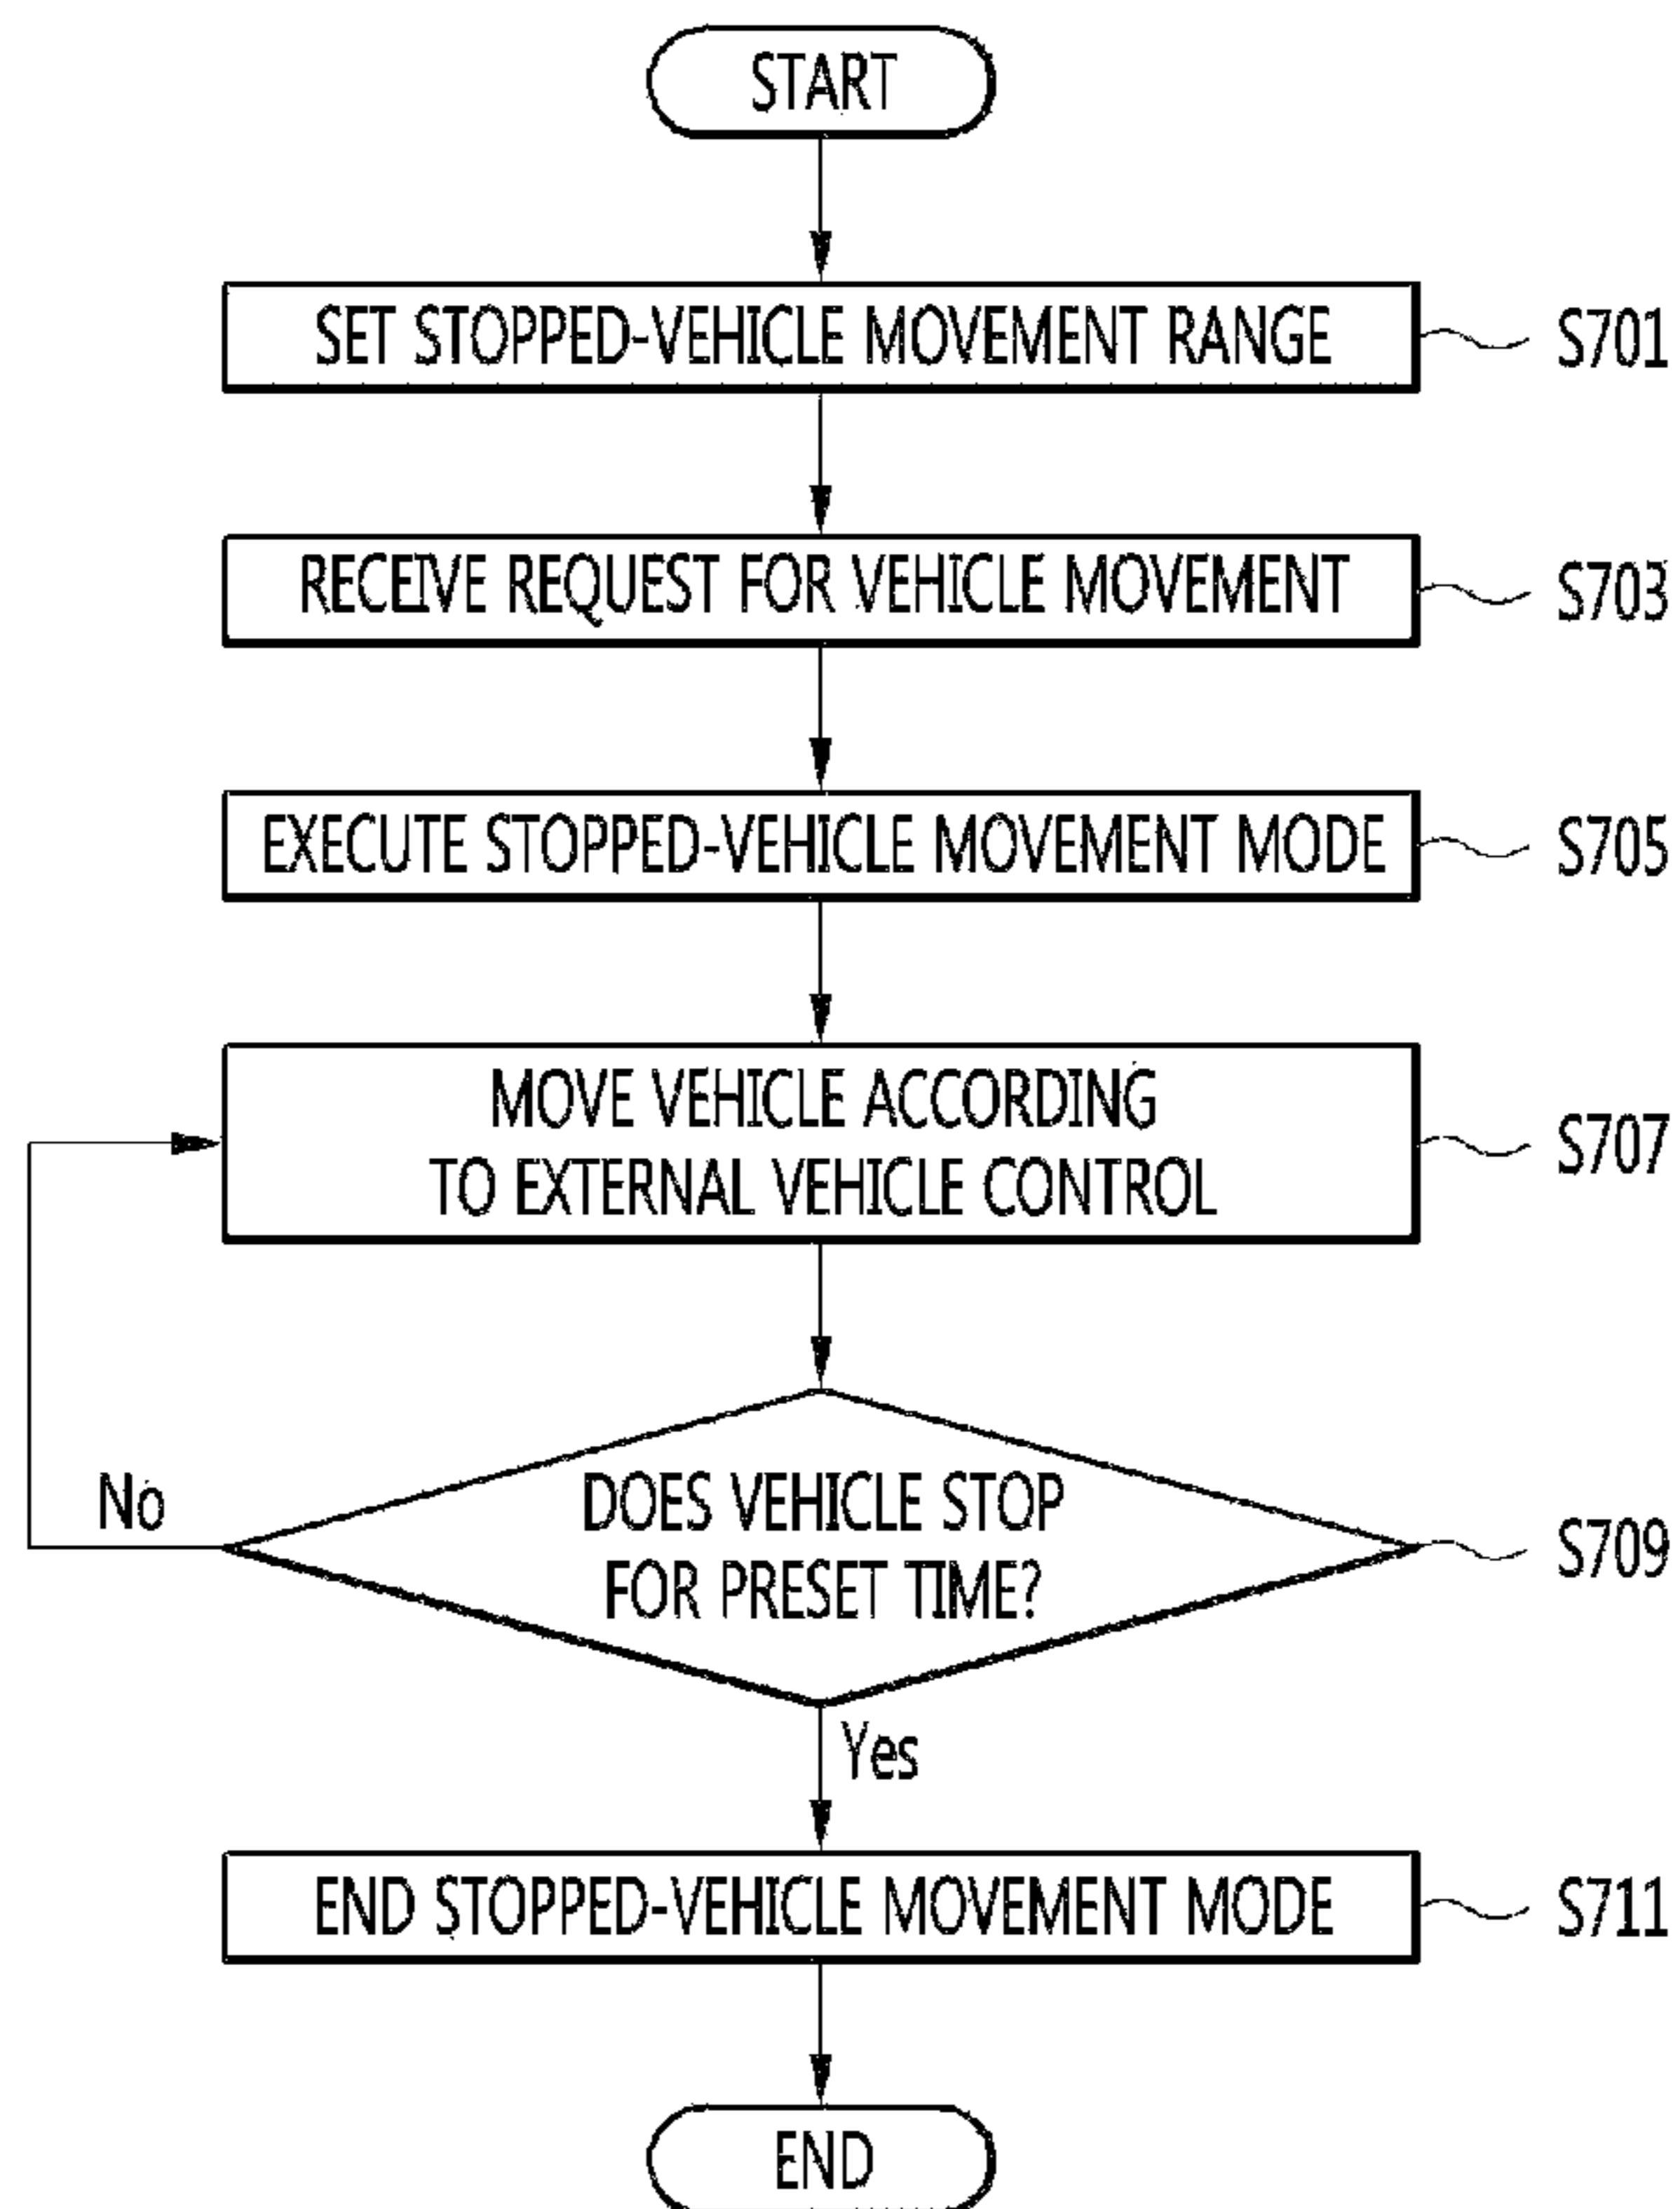 START
SET STOPPED-VEHICLE MOVEMENT RANGE
S701
RECEIVE REQUEST FOR VEHICLE MOVEMENT
S703
EXECUTE STOPPED-VEHICLE MOVEMENT MODE
S705
MOVE VEHICLE ACCORDING
TO EXTERNAL VEHICLE CONTROL
S707
DOES VEHICLE STOP
FOR PRESET TIME?
S709
No
Yes
END STOPPED-VEHICLE MOVEMENT MODE
S711
END